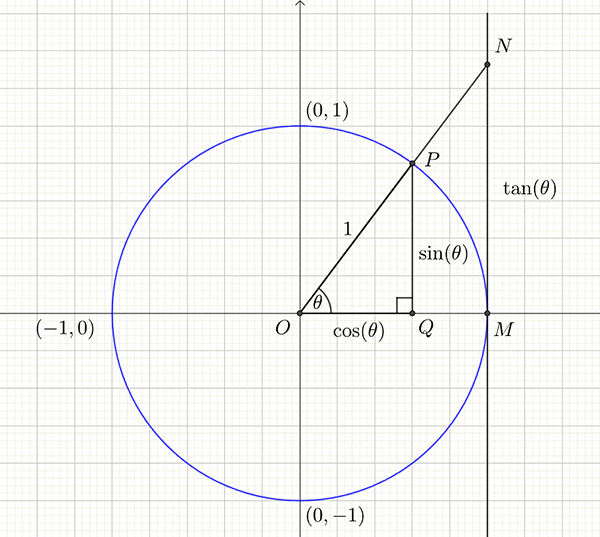 N
(0, 1)
P
tan(θ)
1
sin(θ)
θ
(−1, 0)
O
cos(θ)
Q
M
(0, −1)